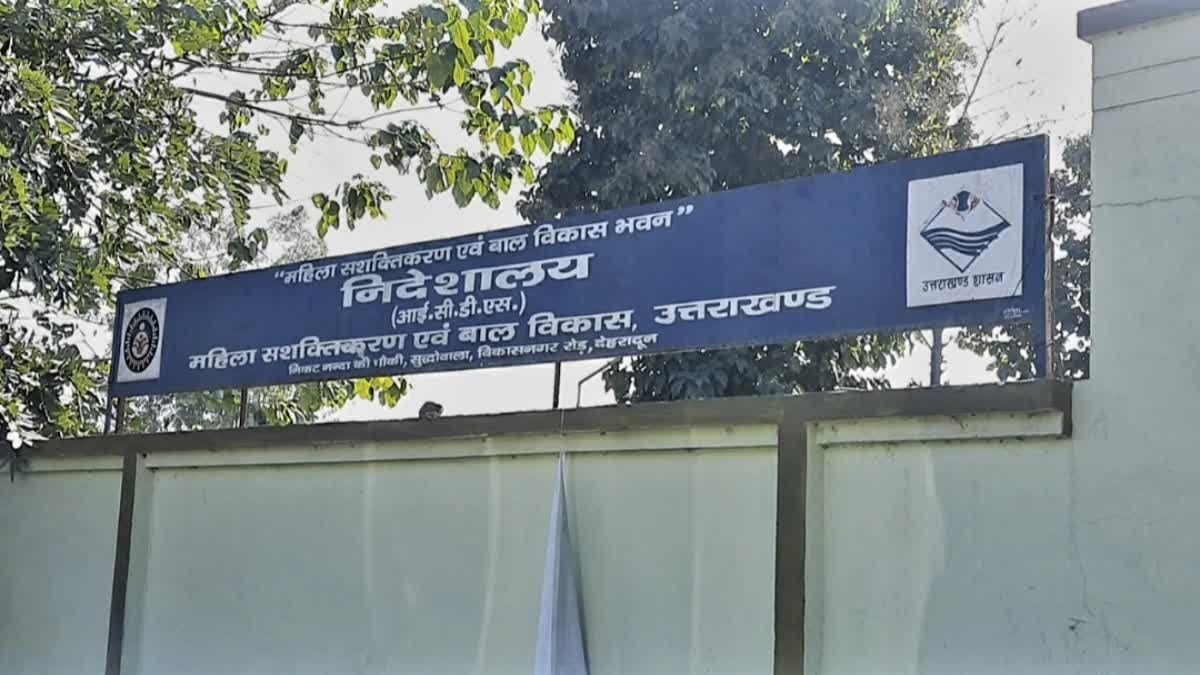 “महिला सशक्तिकरण एवं बाल विकास भवन”
निदेशालय
(आई.सी.डी.एस.)
महिला सशक्तिकरण एवं बाल विकास, उत्तराखण्ड
निकट नन्दा की चौकी, सुद्धोवाला, विकासनगर रोड़, देहरादून
उत्तराखण्ड शासन